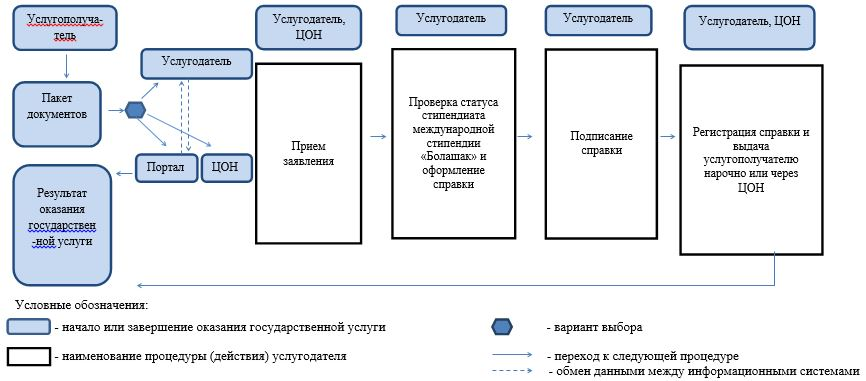 Услугополуча-
тель
Пакет
документов
Результат
оказания
государствен
-ной услуги
Услугодатель
Портал
ЦОН
Услугодатель,
ЦОН
Прием
заявления
Услугодатель
Проверка статуса
стипендиата
международной
стипендии
«Болашак» и
оформление
справки
Услугодатель
Подписание
справки
Услугодатель, ЦОН
Регистрация справки и
выдача
услугополучателю
нарочно или через
ЦОН
Условные обозначения:
- начало или завершение оказания государственной услуги
- наименование процедуры (действия) услугодателя
- вариант выбора
- переход к следующей процедуре
- обмен данными между информационными системами